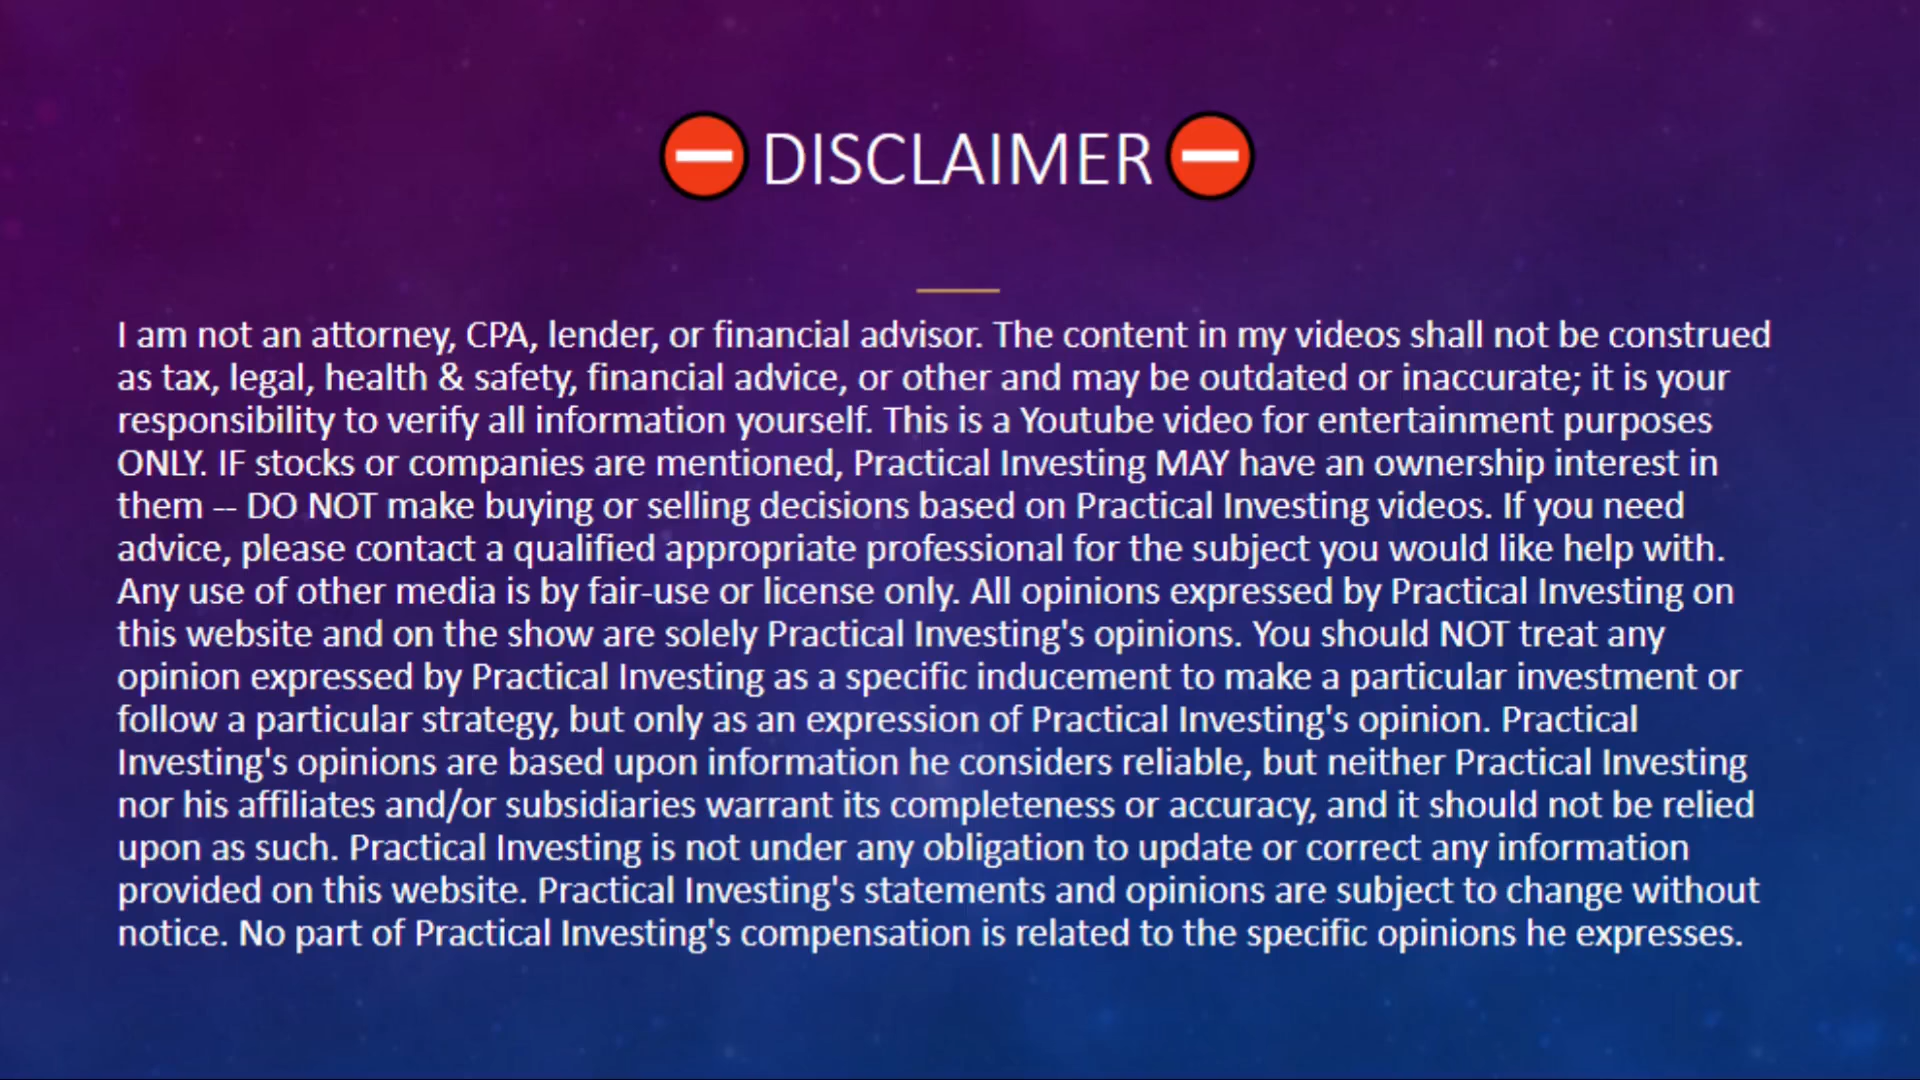 ⛔DISCLAIMER⛔
I am not an attorney, CPA, lender, or financial advisor. The content in my videos shall not be construed
as tax, legal, health & safety, financial advice, or other and may be outdated or inaccurate; it is your
responsibility to verify all information yourself. This is a Youtube video for entertainment purposes
ONLY. IF stocks or companies are mentioned, Practical Investing MAY have an ownership interest in
them -- DO NOT make buying or selling decisions based on Practical Investing videos. If you need
advice, please contact a qualified appropriate professional for the subject you would like help with.
Any use of other media is by fair-use or license only. All opinions expressed by Practical Investing on
this website and on the show are solely Practical Investing's opinions. You should NOT treat any
opinion expressed by Practical Investing as a specific inducement to make a particular investment or
follow a particular strategy, but only as an expression of Practical Investing's opinion. Practical
Investing's opinions are based upon information he considers reliable, but neither Practical Investing
nor his affiliates and/or subsidiaries warrant its completeness or accuracy, and it should not be relied
upon as such. Practical Investing is not under any obligation to update or correct any information
provided on this website. Practical Investing's statements and opinions are subject to change without
notice. No part of Practical Investing's compensation is related to the specific opinions he expresses.